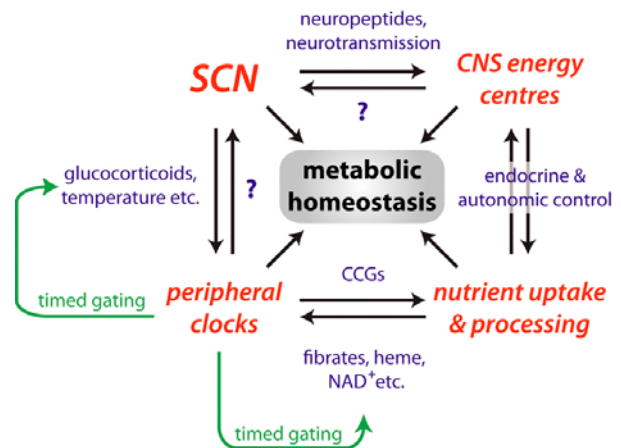 neuropeptides,
neurotransmission
SCN
CNS energy
centres
?
metabolic
homeostasis
glucocorticoids,
temperature etc.
?
endocrine &
autonomic control
timed gating
peripheral
clocks
CCGs
nutrient uptake
& processing
fibrates, heme,
NAD⁺etc.
timed gating